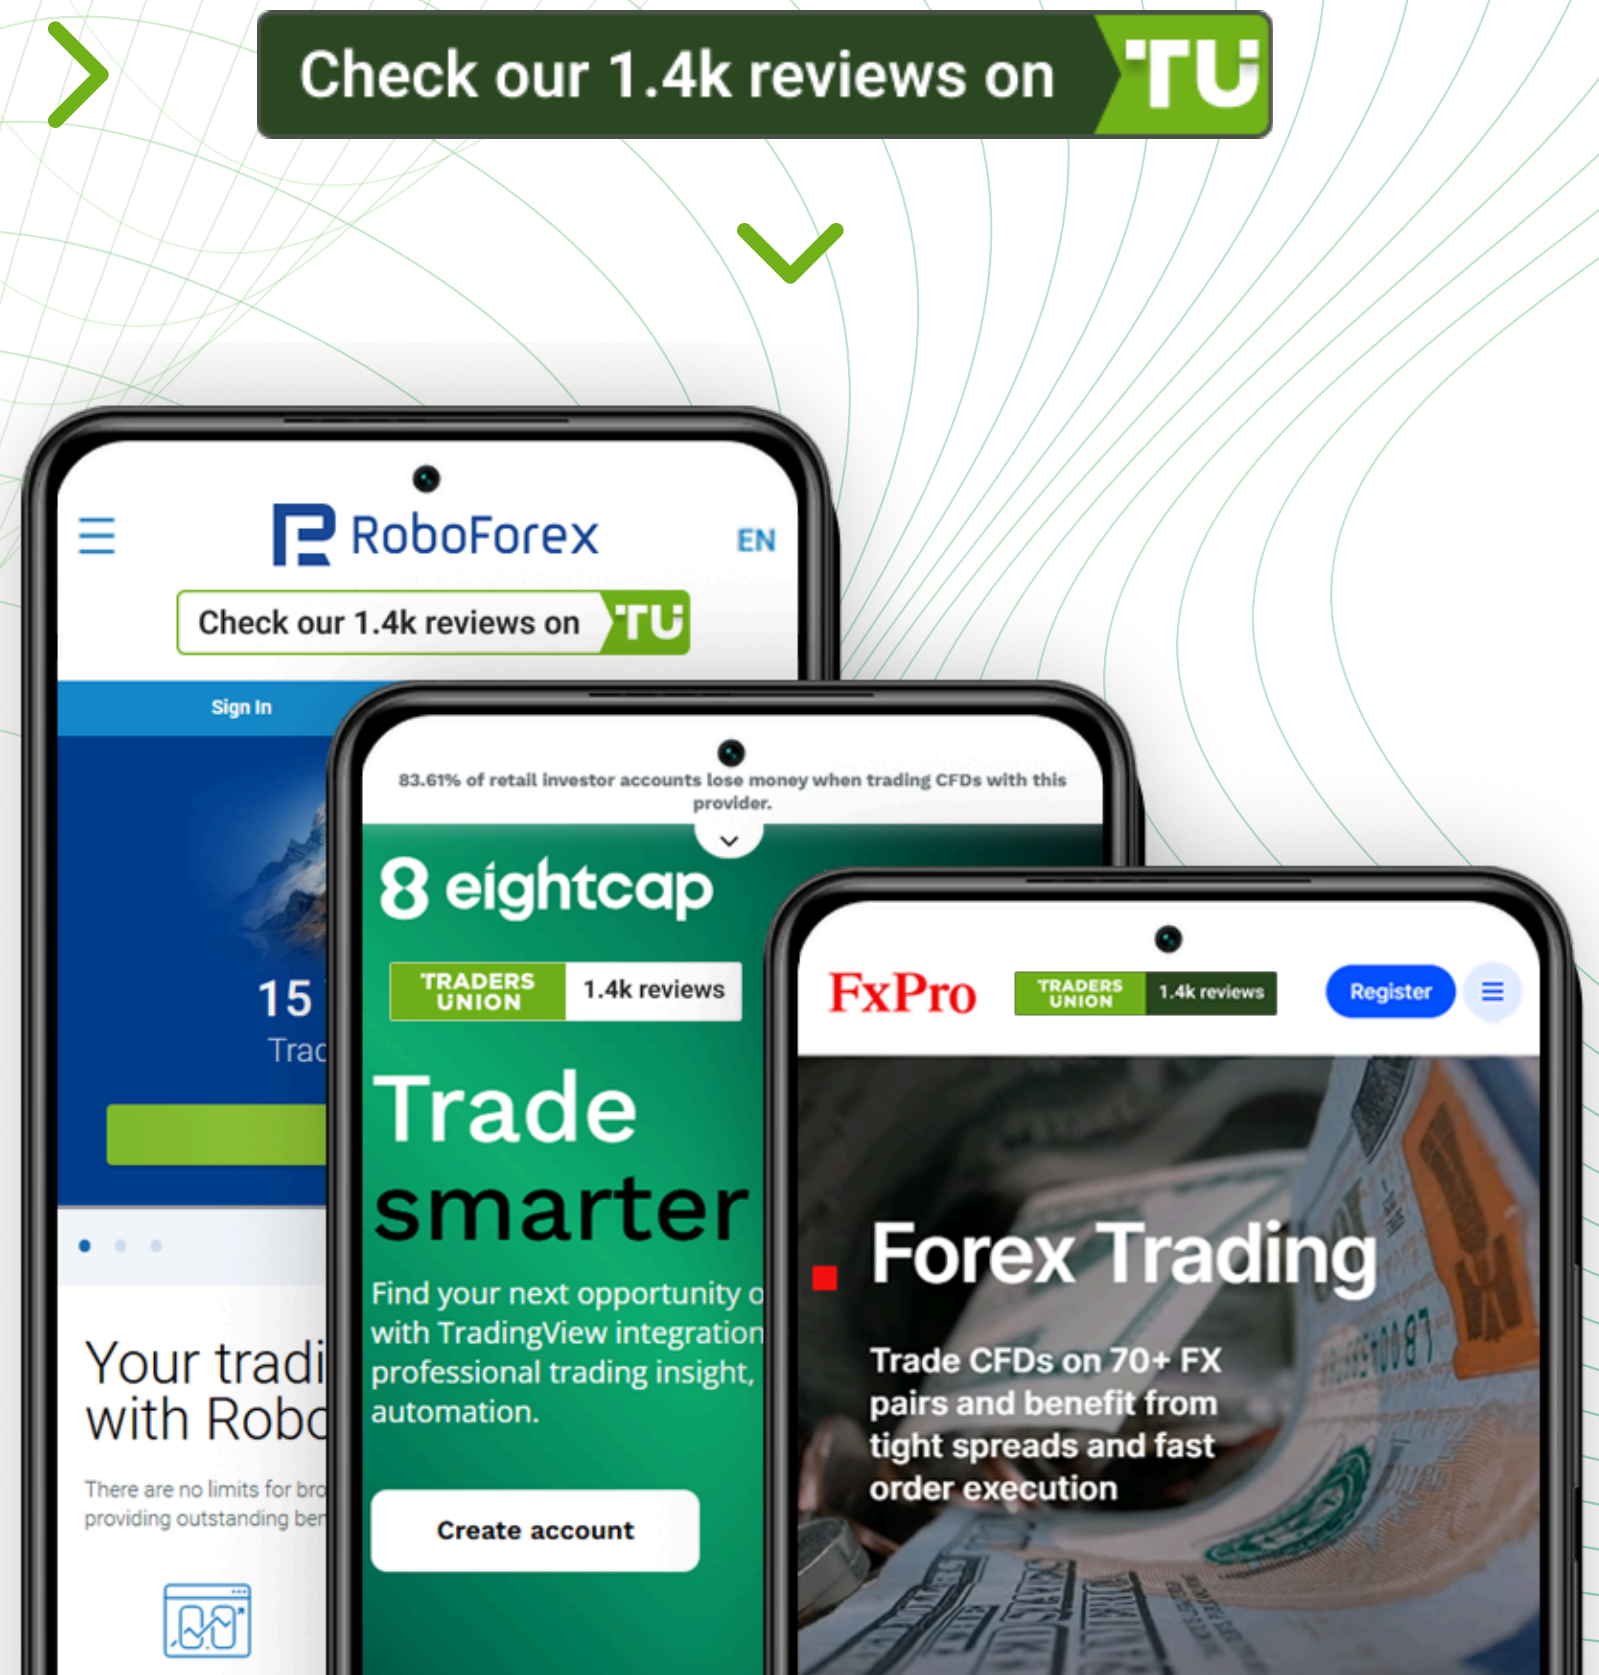 Check our 1.4k reviews on TU
RoboForex
EN
Check our 1.4k reviews on TU
Sign In
15
Trad
Your tradi
with Robo
There are no limits for bro
providing outstanding ben
83.61% of retail investor accounts lose money when trading CFDs with this
provider.
8 eightcap
TRADERS
UNION
1.4k reviews
Trade
smarter
Find your next opportunity o
with TradingView integration
professional trading insight,
automation.
Create account
FxPro
TRADERS
UNION
1.4k reviews
Register
Forex Trading
Trade CFDs on 70+ FX
pairs and benefit from
tight spreads and fast
order execution